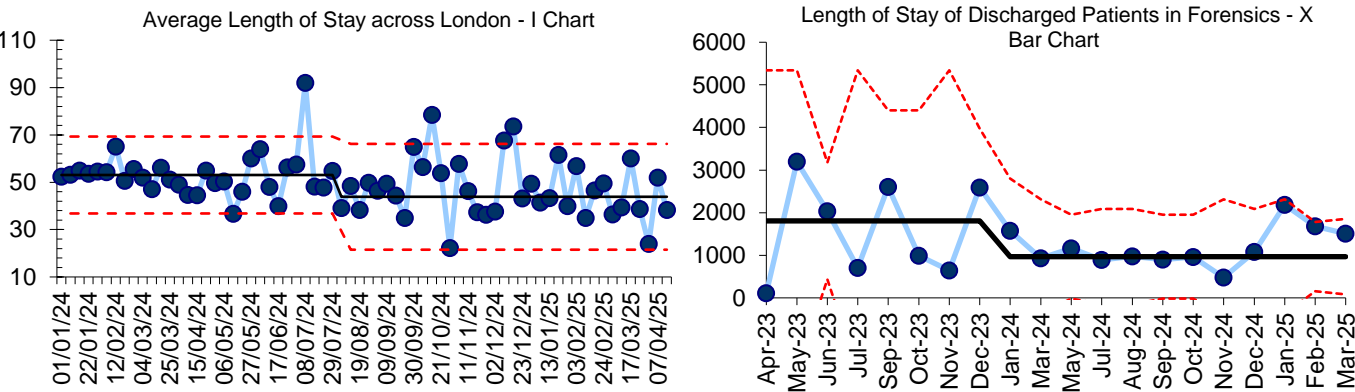 Average Length of Stay across London - I Chart
110
90
70
50
30
10
01/01/24
22/01/24
12/02/24
04/03/24
25/03/24
15/04/24
06/05/24
27/05/24
17/06/24
08/07/24
29/07/24
19/08/24
09/09/24
30/09/24
21/10/24
11/11/24
02/12/24
23/12/24
13/01/25
03/02/25
24/02/25
17/03/25
07/04/25
Length of Stay of Discharged Patients in Forensics - X
Bar Chart
6000
5000
4000
3000
2000
1000
0
Apr-23
May-23
Jun-23
Jul-23
Sep-23
Oct-23
Nov-23
Dec-23
Jan-24
Mar-24
May-24
Jul-24
Aug-24
Sep-24
Oct-24
Nov-24
Dec-24
Jan-25
Feb-25
Mar-25